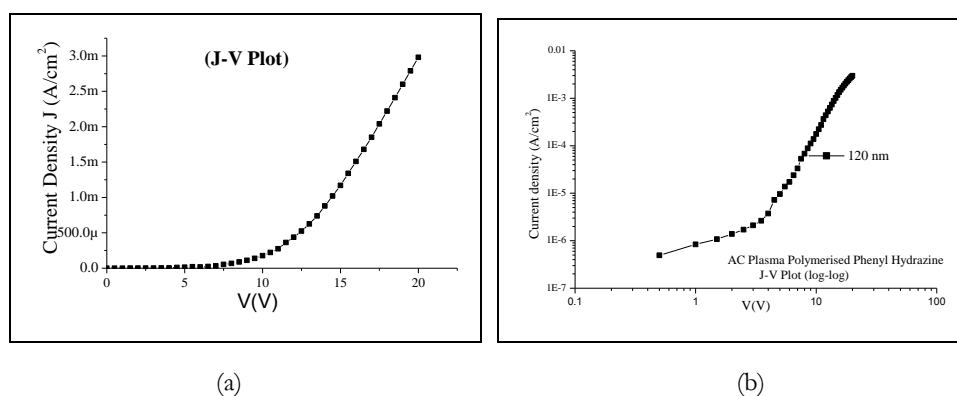 (J-V Plot)
Current Density J (A/cm²)
3.0m
2.5m
2.0m
1.5m
1.0m
500.0µ
0.0
0
5
10
15
20
V(V)
(a)
Current density (A/cm²)
0.01
1E-3
1E-4
1E-5
1E-6
1E-7
120 nm
AC Plasma Polymerised Phenyl Hydrazine
J-V Plot (log-log)
0.1
1
10
100
V(V)
(b)